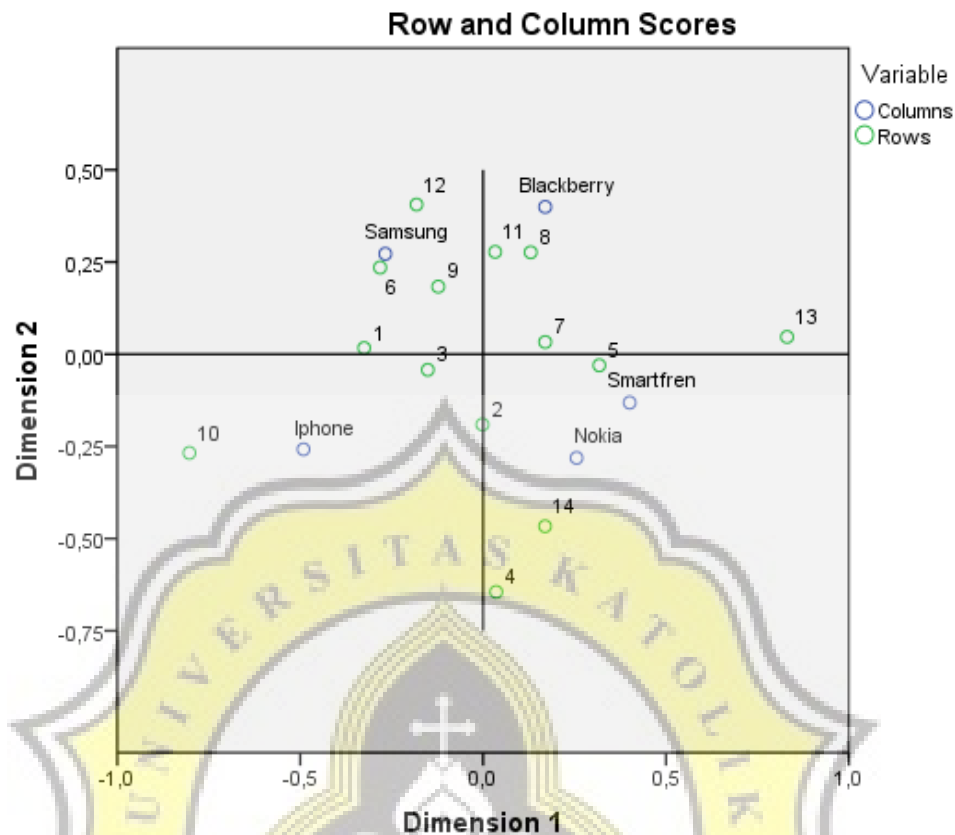 Row and Column Scores
Variable
Columns
Rows
Dimension 2
0,50
0,25
0,00
-0,25
-0,50
-0,75
12
Blackberry
Samsung
11
8
9
6
1
7
13
3
5
Smartfren
2
10
Iphone
Nokia
14
4
UNIVERSITAS KATOLIK
-1,0
-0,5
0,0
0,5
1,0
Dimension 1